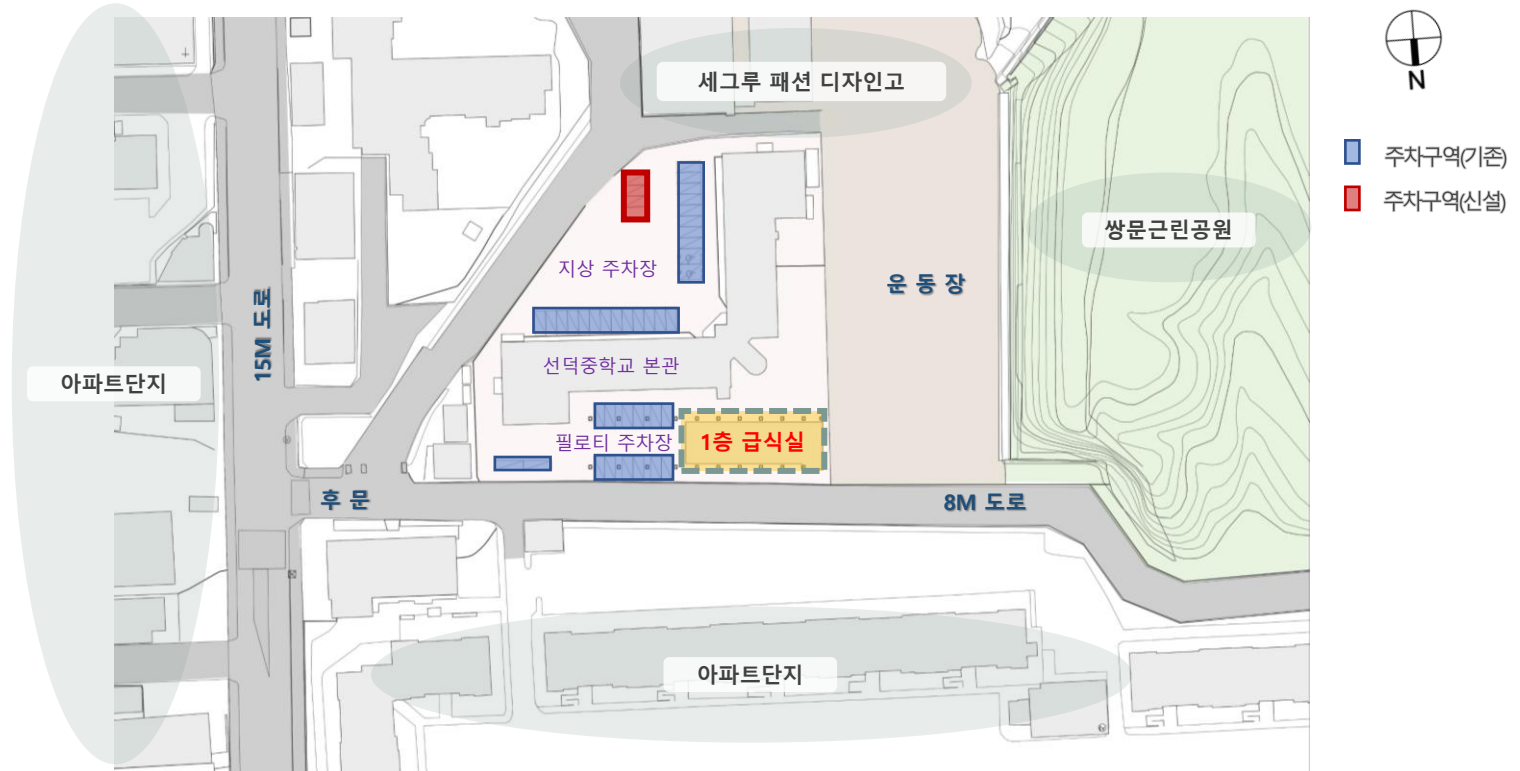 N
세그루 패션 디자인고
주차구역(기존)
주차구역(신설)
쌍문근린공원
지상 주차장
운 동 장
15M 도로
선덕중학교 본관
아파트단지
필로티 주차장
1층 급식실
후 문
8M 도로
아파트단지